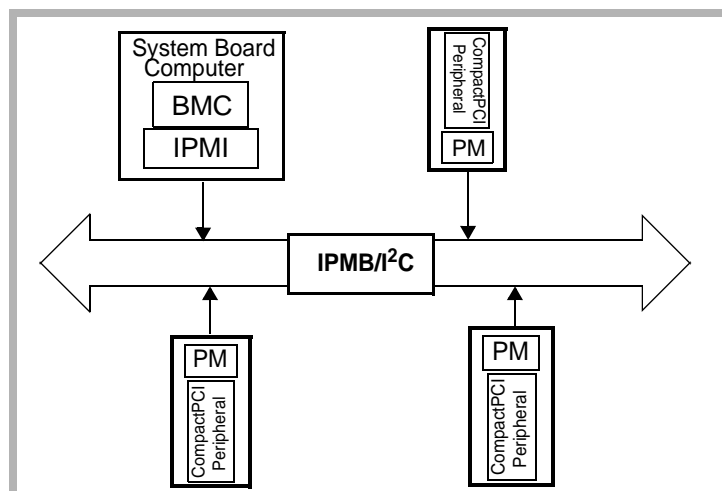 System Board
Computer
BMC
IPMI
CompactPCI
Peripheral
PM
IPMB/I²C
PM
CompactPCI
Peripheral
PM
CompactPCI
Peripheral